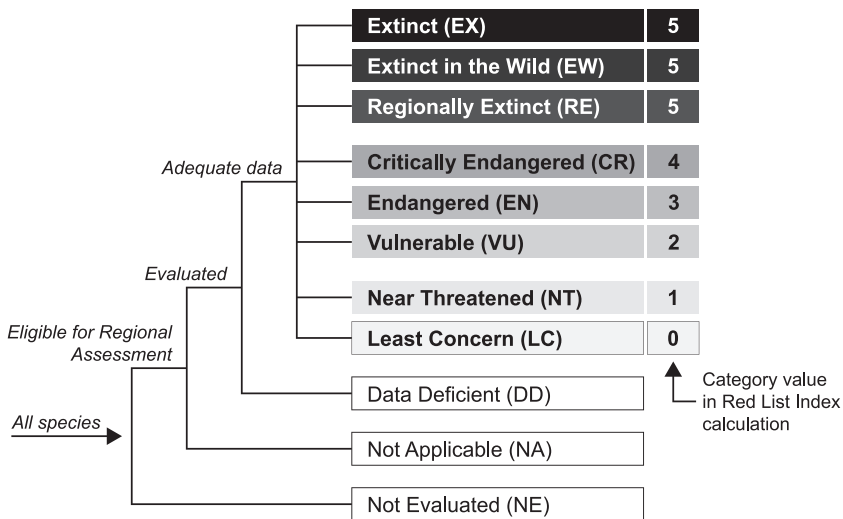 Extinct (EX) 5
Extinct in the Wild (EW) 5
Regionally Extinct (RE) 5
Adequate data
Critically Endangered (CR) 4
Endangered (EN) 3
Vulnerable (VU) 2
Evaluated
Near Threatened (NT) 1
Eligible for Regional
Assessment
Least Concern (LC) 0
Data Deficient (DD)
Category value
in Red List Index
calculation
All species
Not Applicable (NA)
Not Evaluated (NE)